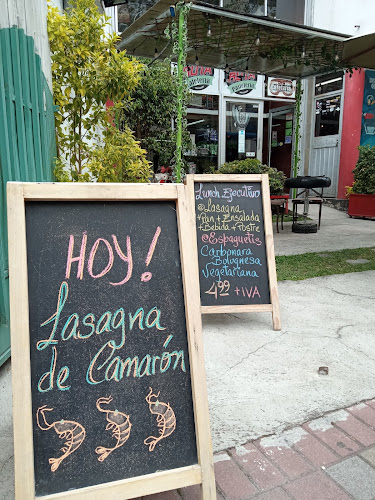 HOY!
Lasagna
de Camarón
Lunch Ejecutivo
Lasagna
+Pan + Ensalada
+Bebida + Postre
Espaguetis
Carbonara
Bolognesa
Vegetariana
4.99 + IVA